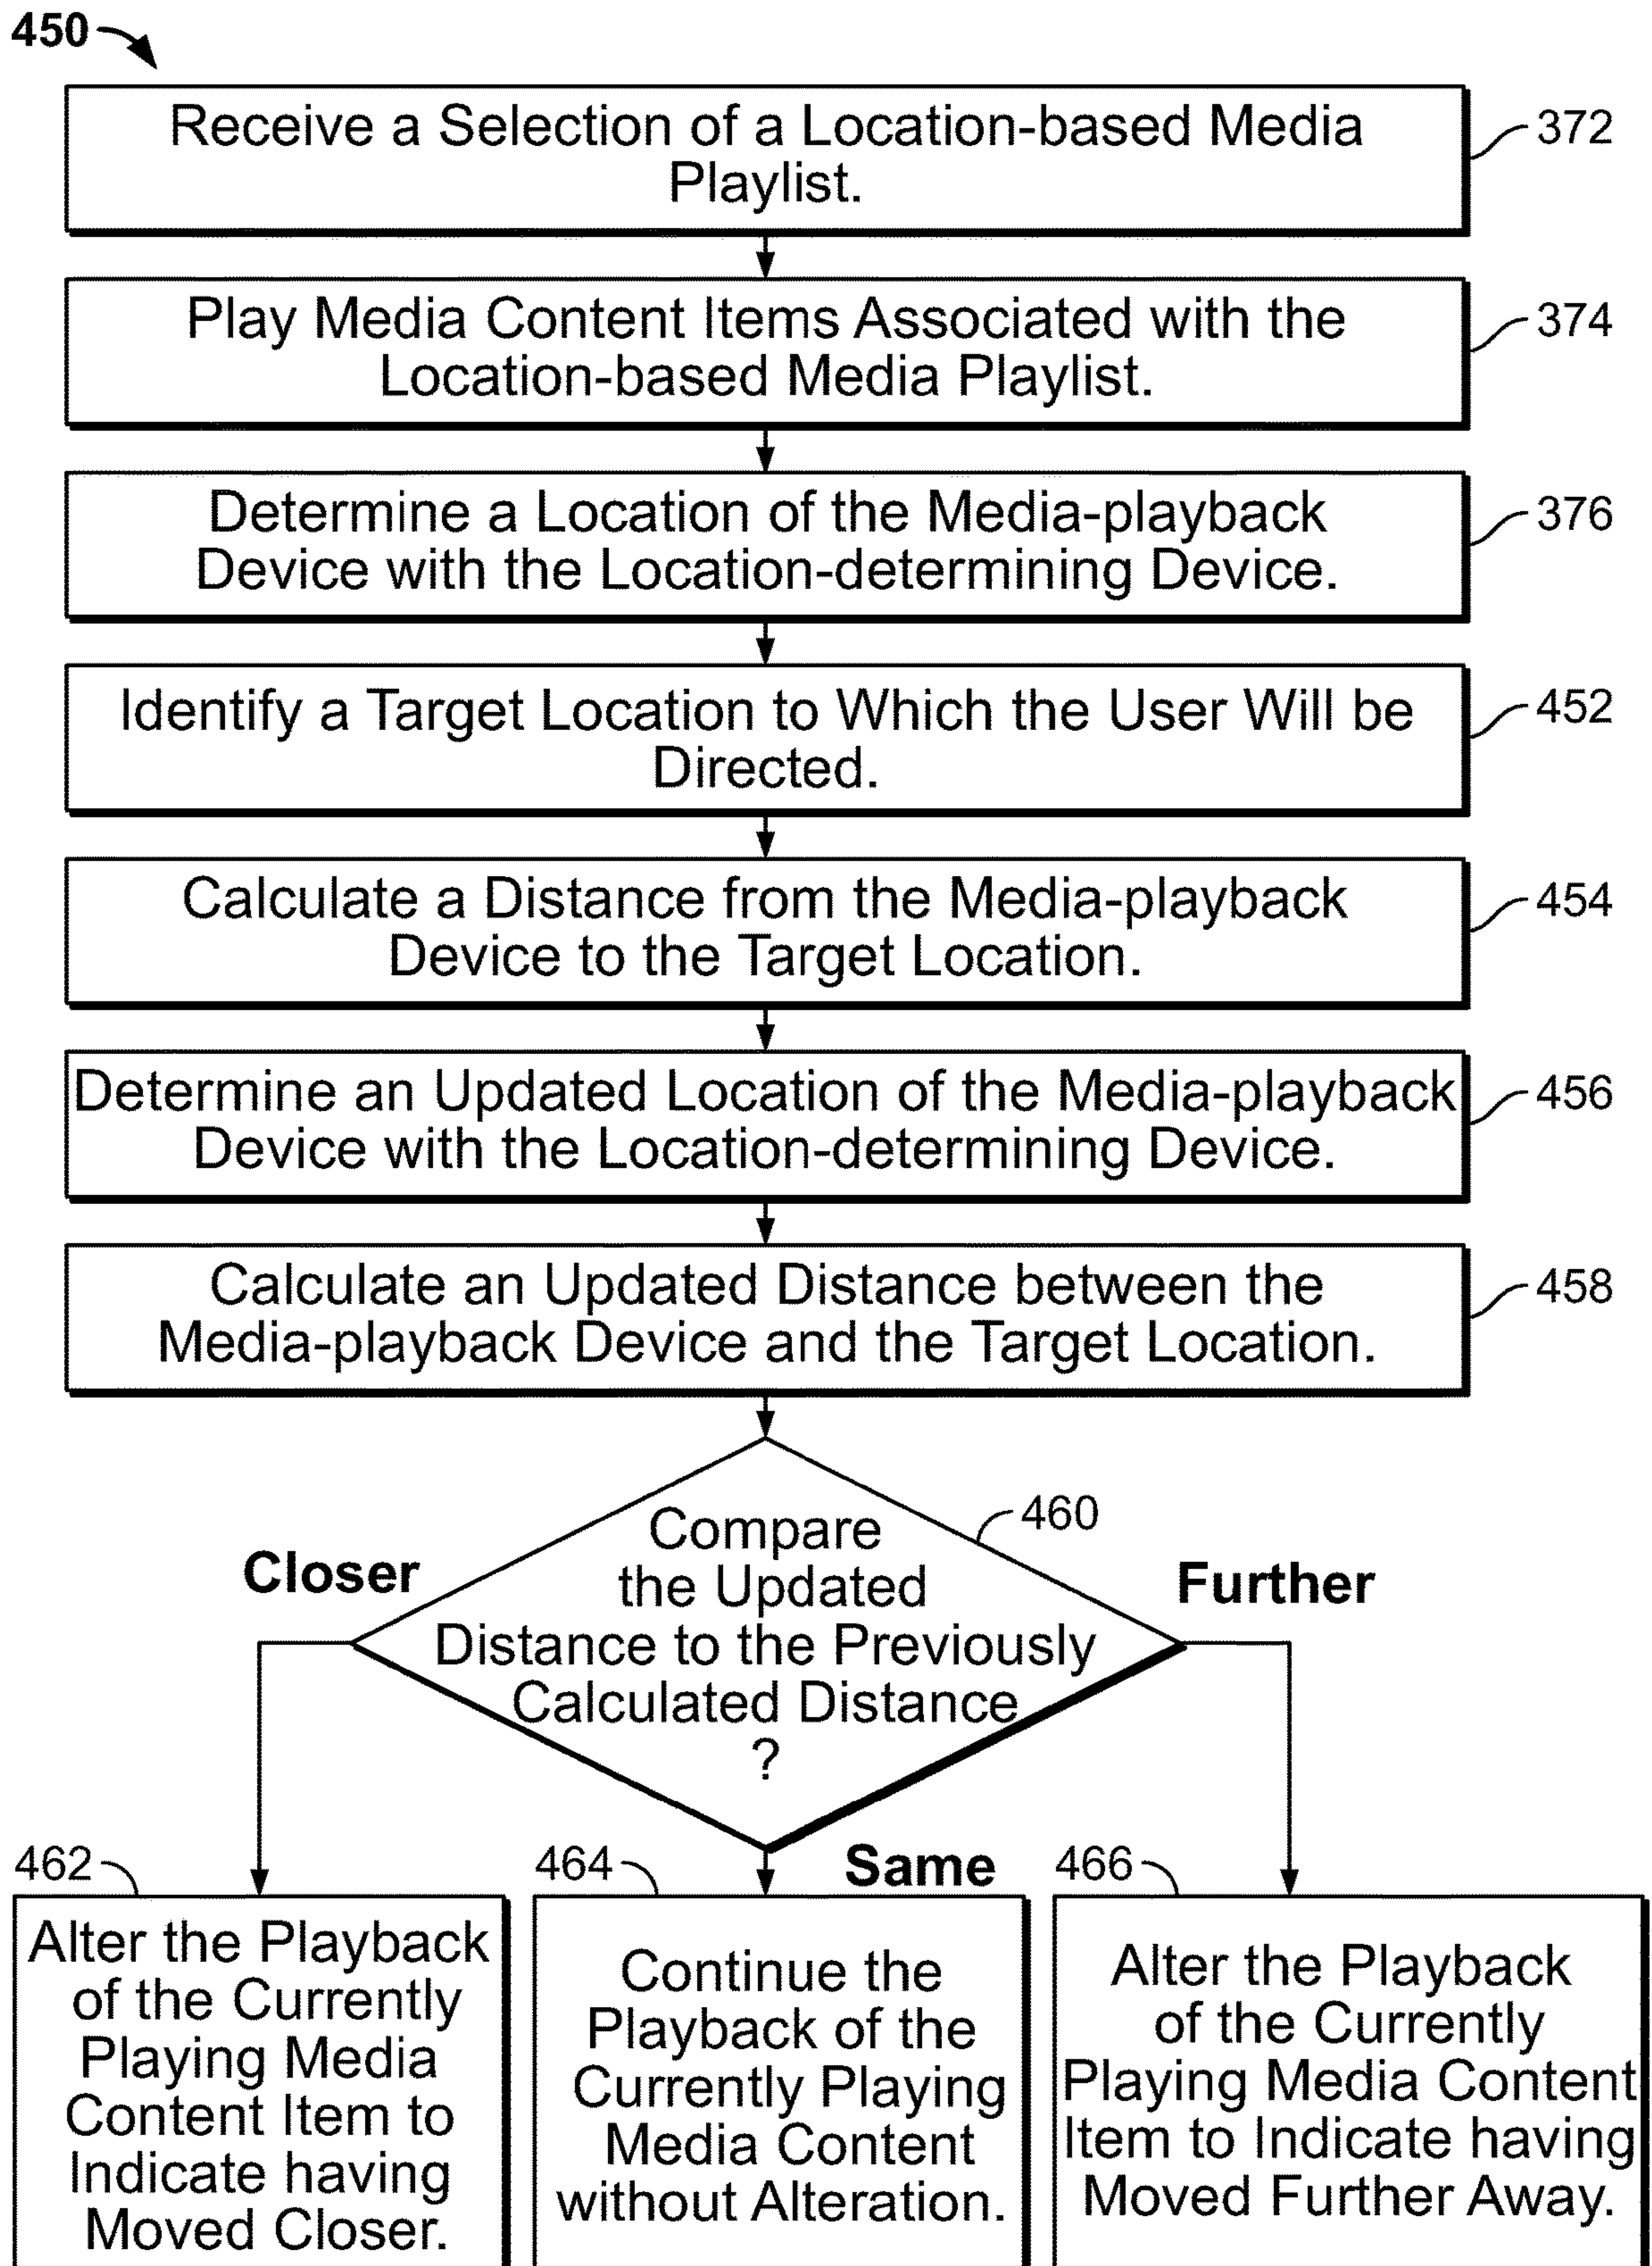 450
Receive a Selection of a Location-based Media
Playlist.
372
Play Media Content Items Associated with the
Location-based Media Playlist.
374
Determine a Location of the Media-playback
Device with the Location-determining Device.
376
Identify a Target Location to Which the User Will be
Directed.
452
Calculate a Distance from the Media-playback
Device to the Target Location.
454
Determine an Updated Location of the Media-playback
Device with the Location-determining Device.
456
Calculate an Updated Distance between the
Media-playback Device and the Target Location.
458
Compare
the Updated
Distance to the Previously
Calculated Distance
?
460
Closer
Further
Same
462
Alter the Playback
of the Currently
Playing Media
Content Item to
Indicate having
Moved Closer.
464
Continue the
Playback of the
Currently Playing
Media Content
without Alteration.
466
Alter the Playback
of the Currently
Playing Media Content
Item to Indicate having
Moved Further Away.